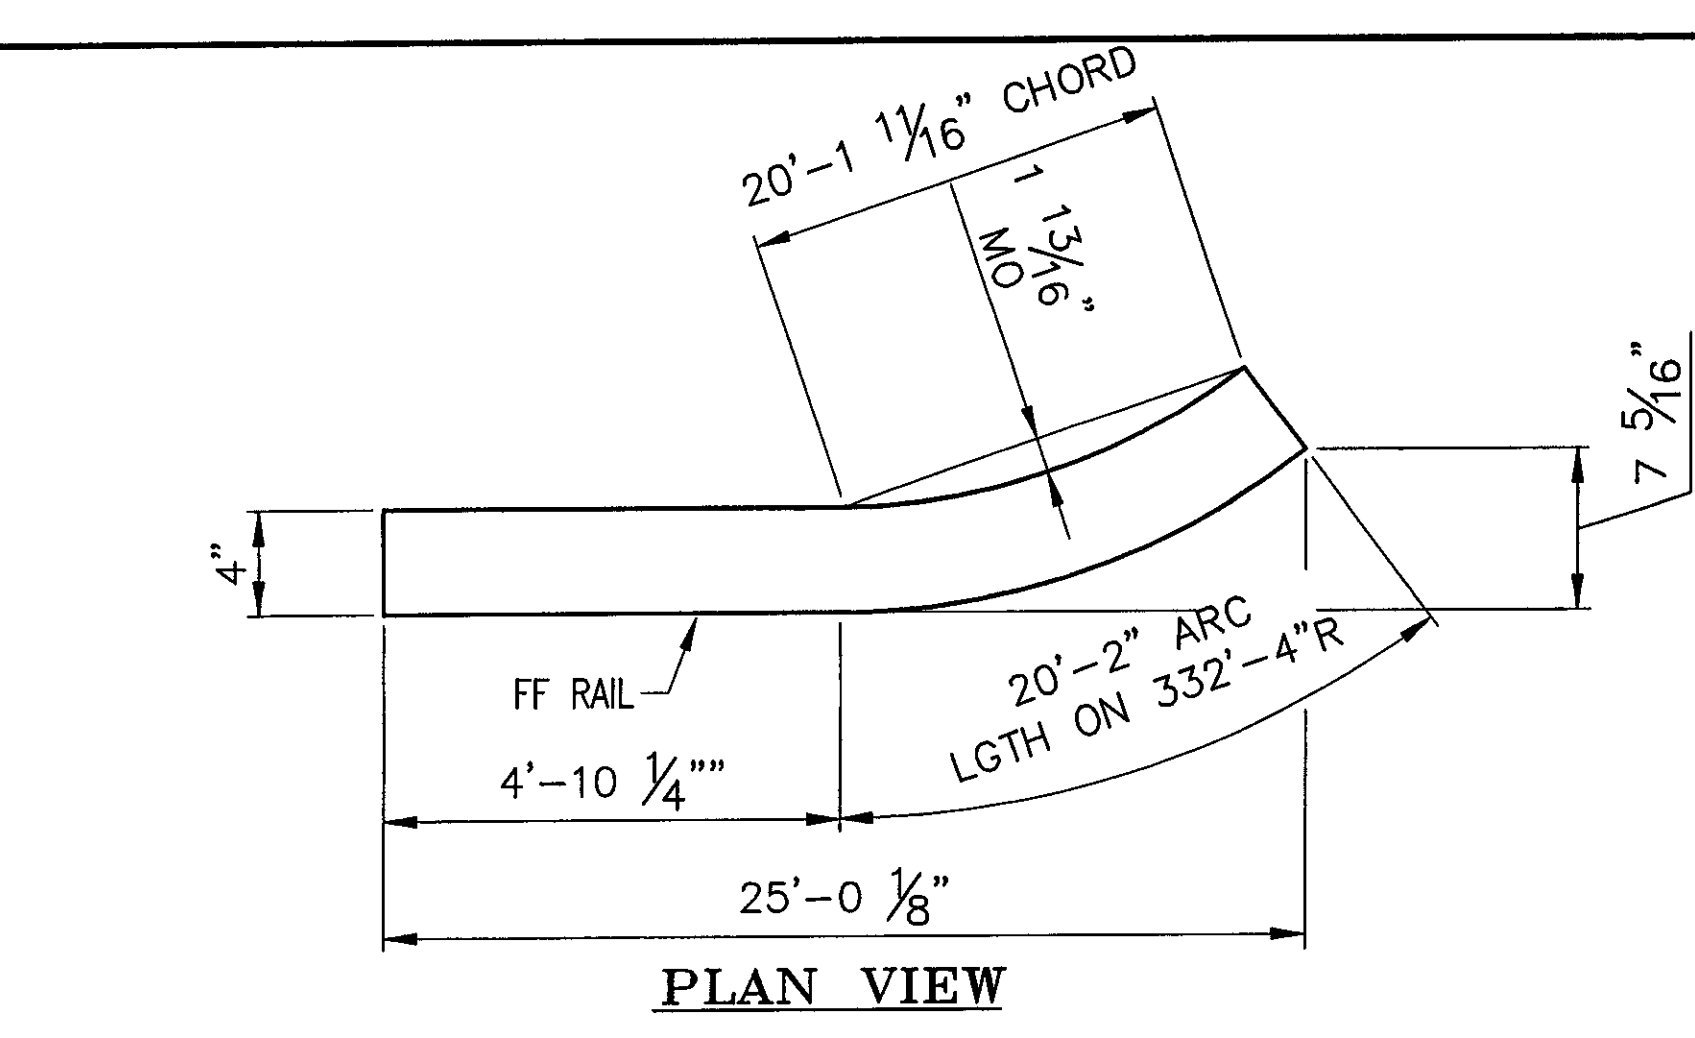 20'-1 11/16" CHORD
1 13/16"
MO
7 5/16"
4"
FF RAIL
20'-2" ARC
LGTH ON 332'-4"R
4'-10 1/4""
25'-0 1/8"
PLAN VIEW